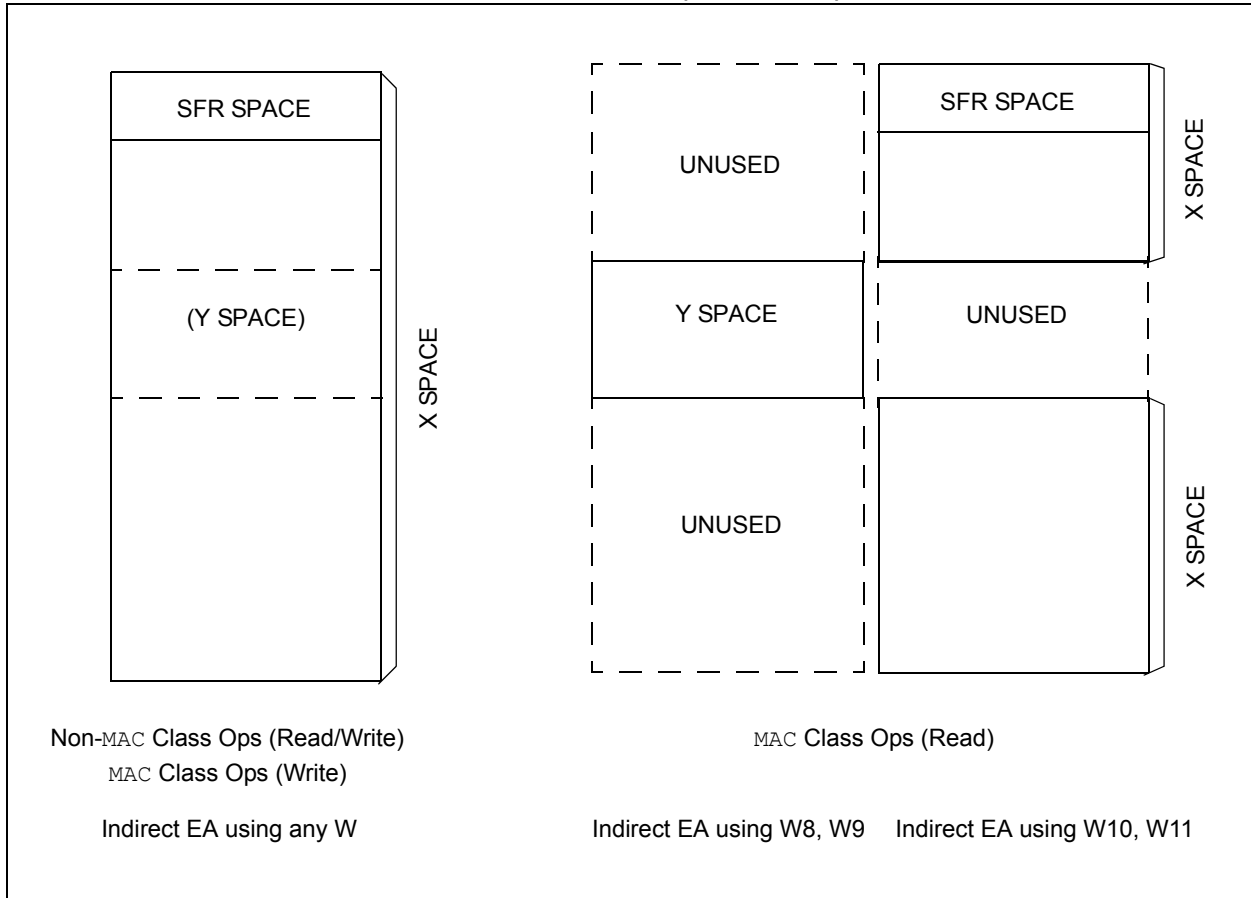 SFR SPACE
(Y SPACE)
X SPACE
Non-MAC Class Ops (Read/Write)
MAC Class Ops (Write)
Indirect EA using any W
UNUSED
Y SPACE
UNUSED
SFR SPACE
X SPACE
UNUSED
X SPACE
MAC Class Ops (Read)
Indirect EA using W8, W9
Indirect EA using W10, W11